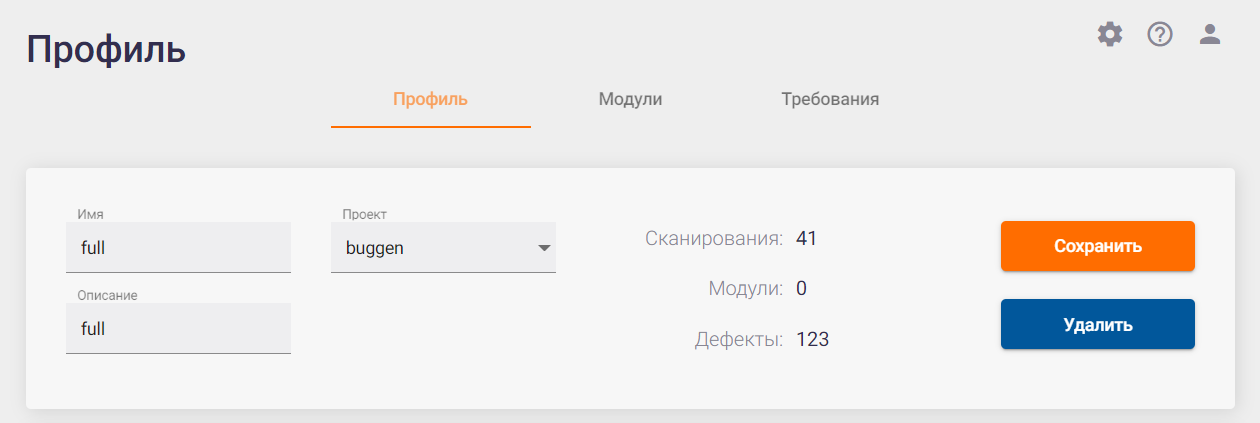 Профиль
Профиль Модули Требования
Имя
full
Проект
buggen
Описание
full
Сканирования: 41
Модули: 0
Дефекты: 123
Сохранить
Удалить